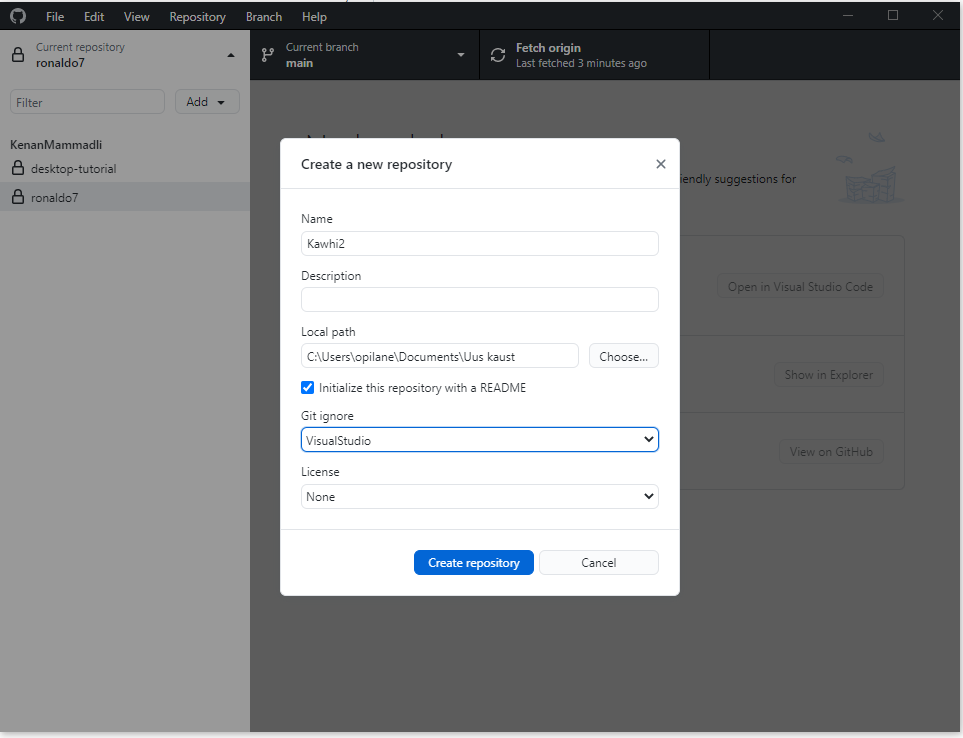 File Edit View Repository Branch Help
Current repository
ronaldo7
Current branch
main
Fetch origin
Last fetched 3 minutes ago
Filter
Add
KenanMammadli
desktop-tutorial
ronaldo7
Create a new repository
Name
Kawhi2
Description
Local path
C:\Users\opilane\Documents\Uus kaust
Choose...
Initialize this repository with a README
Git ignore
VisualStudio
License
None
Create repository
Cancel
suggestions for
Open in Visual Studio Code
Show in Explorer
View on GitHub